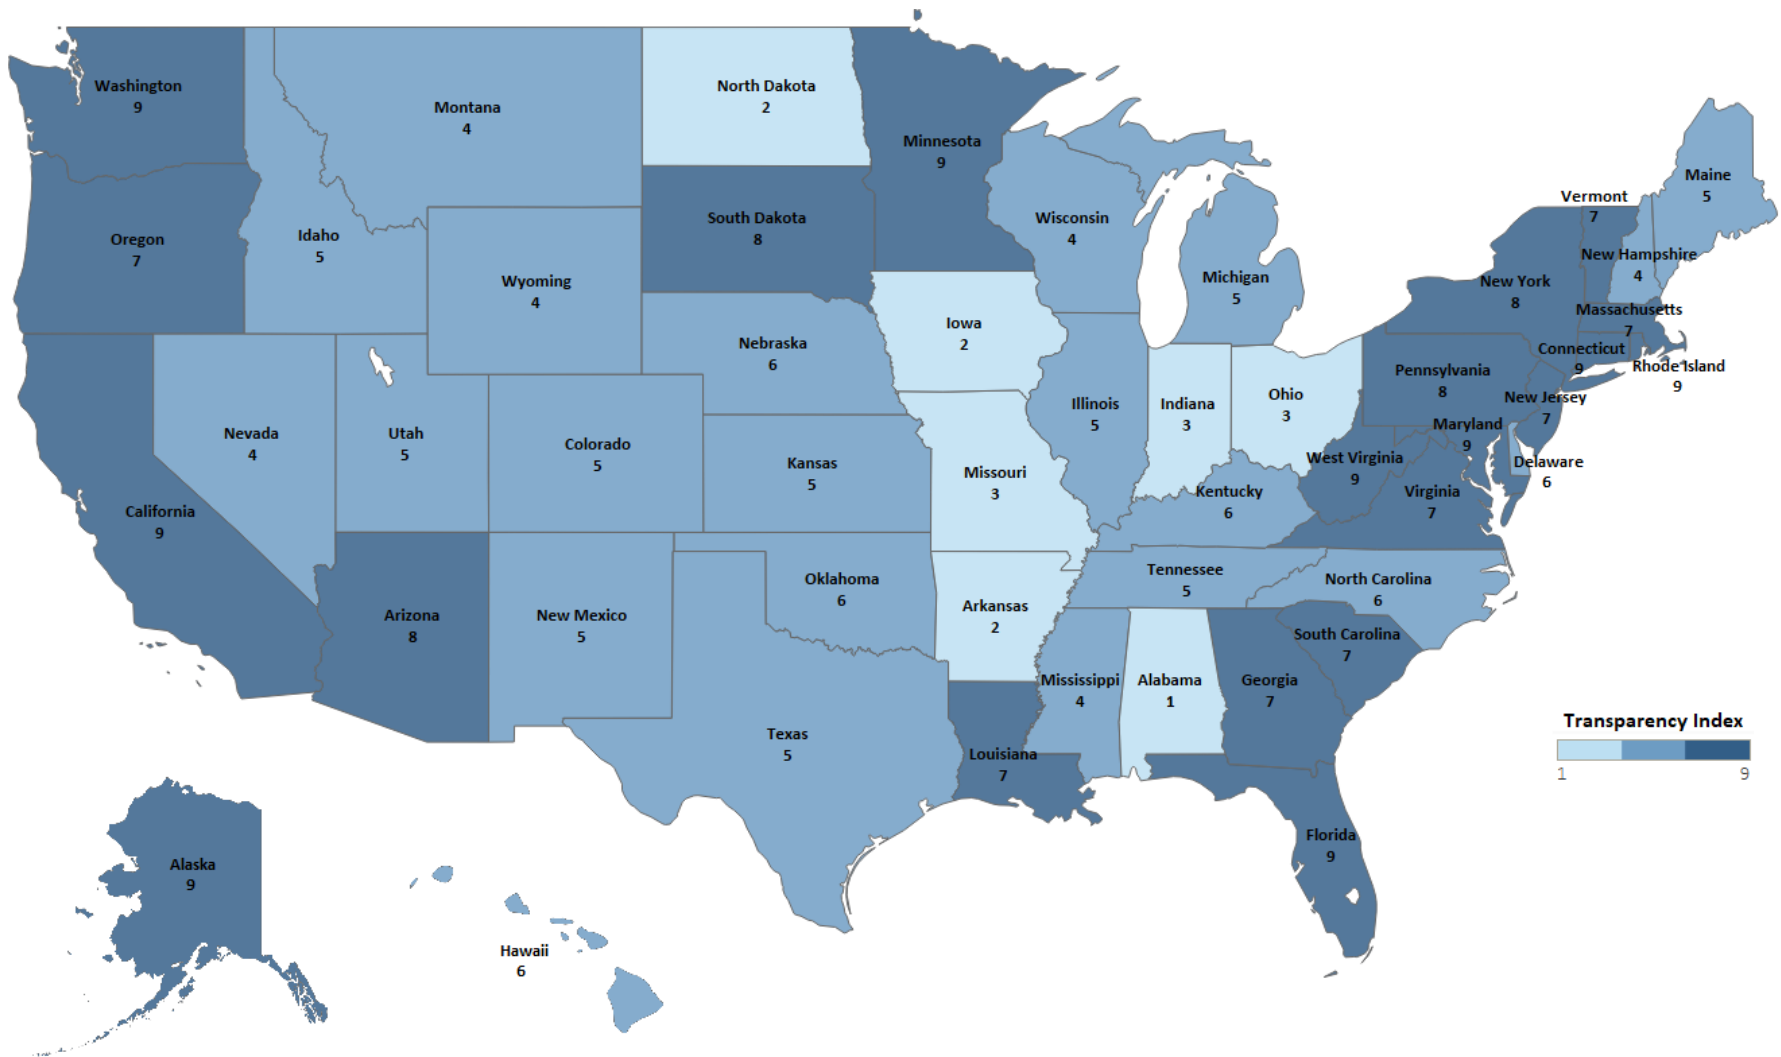 Washington
9
Montana
4
North Dakota
2
Minnesota
9
Maine
5
Vermont
7
Oregon
7
Idaho
5
South Dakota
8
Wisconsin
4
New Hampshire
4
Wyoming
4
Michigan
5
New York
8
Massachusetts
7
Nebraska
6
Iowa
2
Connecticut
9
Rhode Island
9
Pennsylvania
8
New Jersey
7
Nevada
4
Utah
5
Colorado
5
Kansas
5
Missouri
3
Illinois
5
Indiana
3
Ohio
3
Maryland
9
West Virginia
9
Delaware
6
California
9
Kentucky
6
Virginia
7
Arizona
8
New Mexico
5
Oklahoma
6
Arkansas
2
Tennessee
5
North Carolina
6
South Carolina
7
Mississippi
4
Alabama
1
Georgia
7
Texas
5
Louisiana
7
Transparency Index
1
9
Florida
9
Alaska
9
Hawaii
6